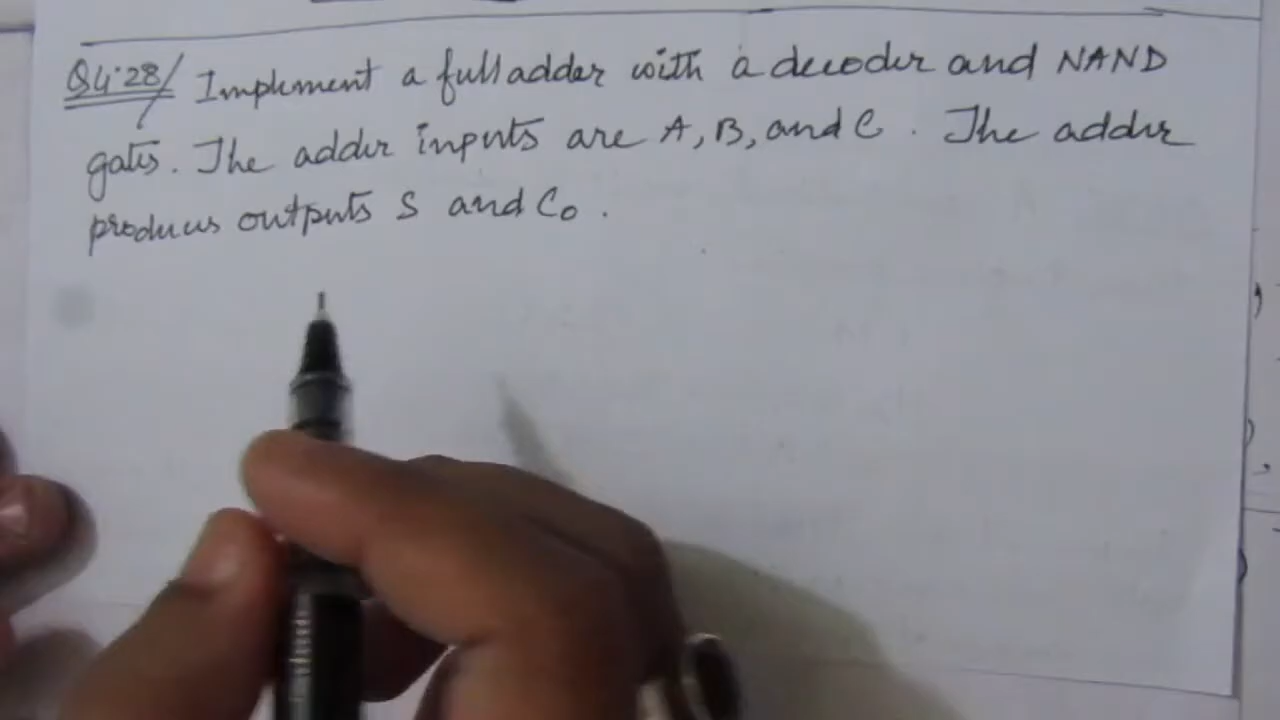 Q4.28/ Implement a full adder with a decoder and NAND
gates. The adder inputs are A, B, and C. The adder
produces outputs S and Co.